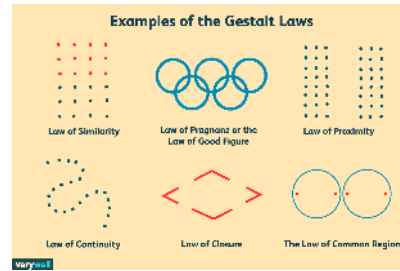 Examples of the Gestalt Laws
Law of Similarity
Law of Pragnanz or the
Law of Good Figure
Law of Proximity
Law of Continuity
Law of Closure
The Law of Common Region
verywell